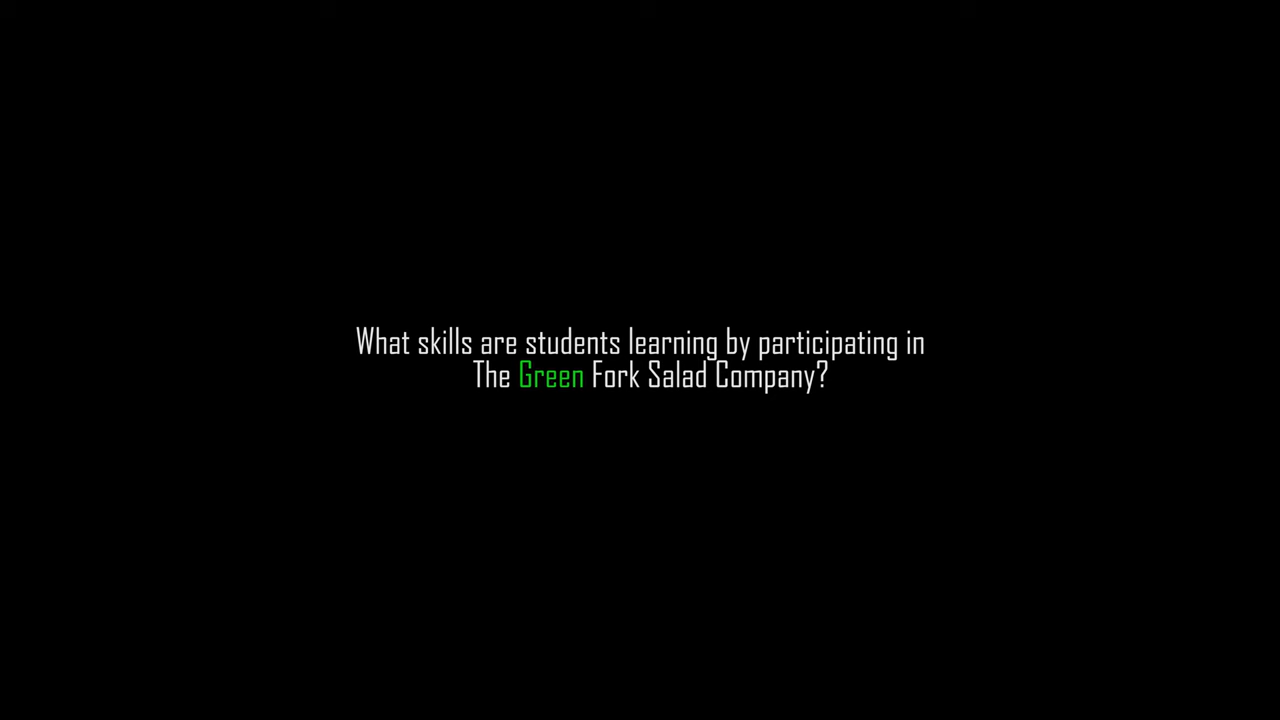 What skills are students learning by participating in
The Green Fork Salad Company?